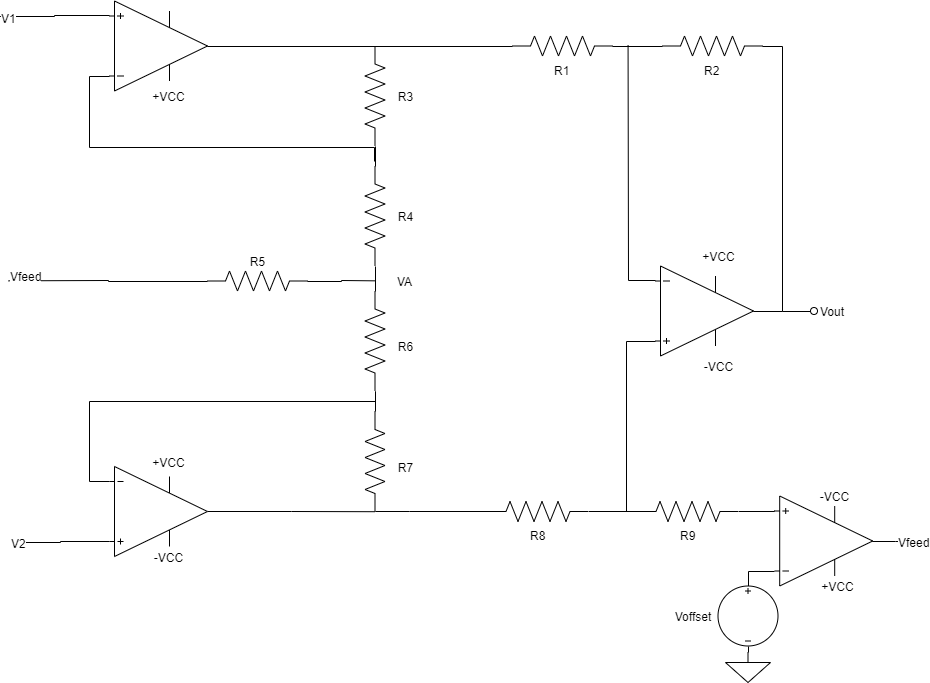 V1
+
−
+VCC
R1
R2
R3
R4
.Vfeed
R5
VA
+VCC
−
+
-VCC
Vout
R6
+VCC
−
+
V2
-VCC
R7
R8
R9
-VCC
+
−
+VCC
Vfeed
Voffset
+
−